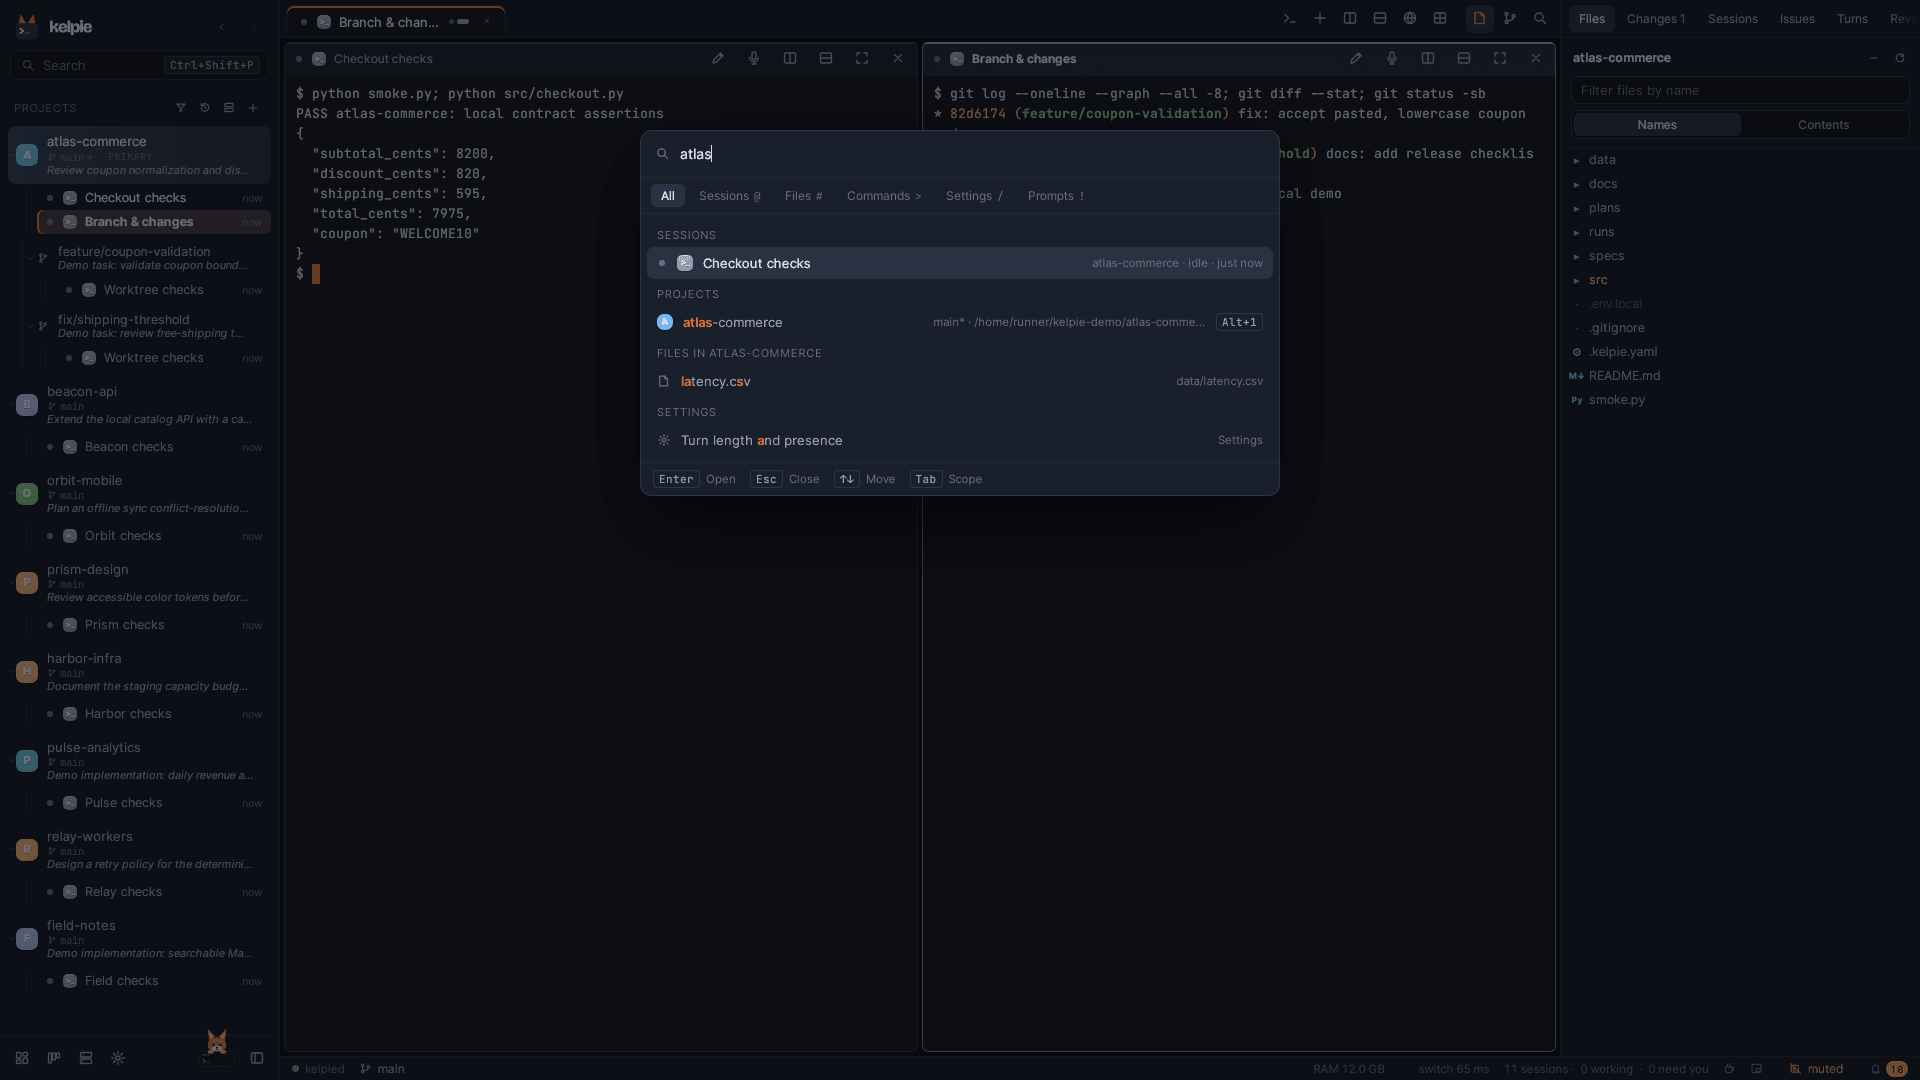 kelpie
Search Ctrl+Shift+P
PROJECTS
A atlas-commerce
main* PRIMARY
Review coupon normalization and dis...
Checkout checks now
Branch & changes now
feature/coupon-validation
Demo task: validate coupon bound...
Worktree checks now
fix/shipping-threshold
Demo task: review free-shipping t...
Worktree checks now
B beacon-api
main
Extend the local catalog API with a ca...
Beacon checks now
O orbit-mobile
main
Plan an offline sync conflict-resolutio...
Orbit checks now
P prism-design
main
Review accessible color tokens befor...
Prism checks now
H harbor-infra
main
Document the staging capacity budg...
Harbor checks now
P pulse-analytics
main
Demo implementation: daily revenue a...
Pulse checks now
R relay-workers
main
Design a retry policy for the determini...
Relay checks now
F field-notes
main
Demo implementation: searchable Ma...
Field checks now
Branch & chan...
Checkout checks
$ python smoke.py; python src/checkout.py
PASS atlas-commerce: local contract assertions
{
"subtotal_cents": 8200,
"discount_cents": 820,
"shipping_cents": 595,
"total_cents": 7975,
"coupon": "WELCOME10"
}
$
Branch & changes
$ git log --oneline --graph --all -8; git diff --stat; git status -sb
* 82d6174 (feature/coupon-validation) fix: accept pasted, lowercase coupon
hold) docs: add release checklis
cal demo
atlas
All Sessions @ Files # Commands > Settings / Prompts !
SESSIONS
Checkout checks atlas-commerce · idle · just now
PROJECTS
A atlas-commerce main* · /home/runner/kelpie-demo/atlas-comme... Alt+1
FILES IN ATLAS-COMMERCE
latency.csv data/latency.csv
SETTINGS
Turn length and presence Settings
Enter Open Esc Close ↑↓ Move Tab Scope
Files Changes 1 Sessions Issues Turns Rev
atlas-commerce
Filter files by name
Names Contents
data
docs
plans
runs
specs
src
.env.local
.gitignore
.kelpie.yaml
M↓ README.md
Py smoke.py
kelpied main
RAM 12.0 GB switch 65 ms 11 sessions · 0 working · 0 need you muted 18